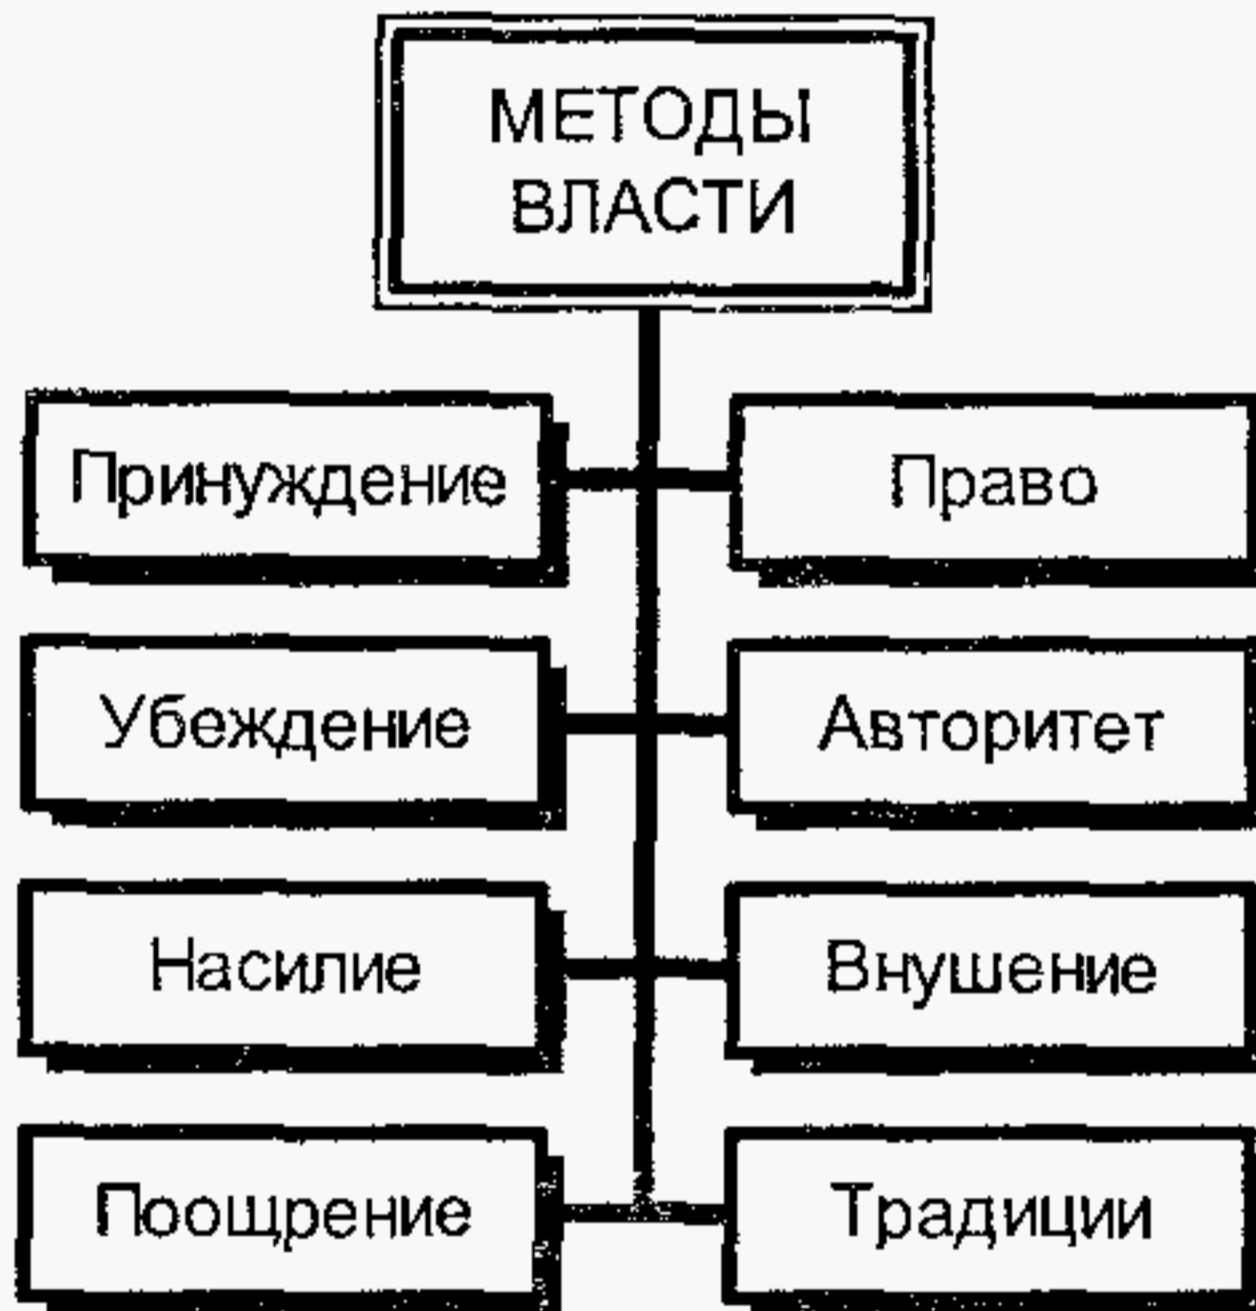 МЕТОДЫ
ВЛАСТИ
Принуждение
Право
Убеждение
Авторитет
Насилие
Внушение
Поощрение
Традиции